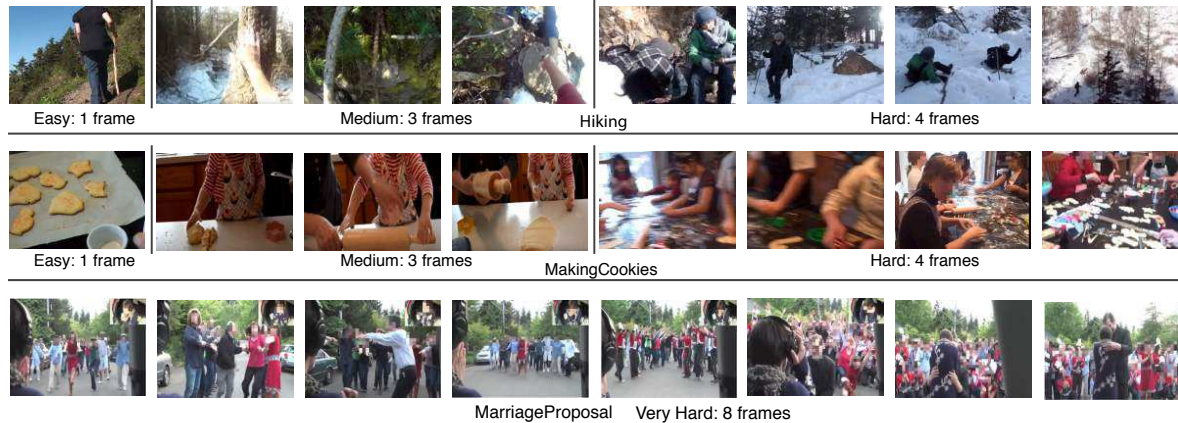 Easy: 1 frame
Medium: 3 frames
Hiking
Hard: 4 frames
Easy: 1 frame
Medium: 3 frames
MakingCookies
Hard: 4 frames
MarriageProposal Very Hard: 8 frames